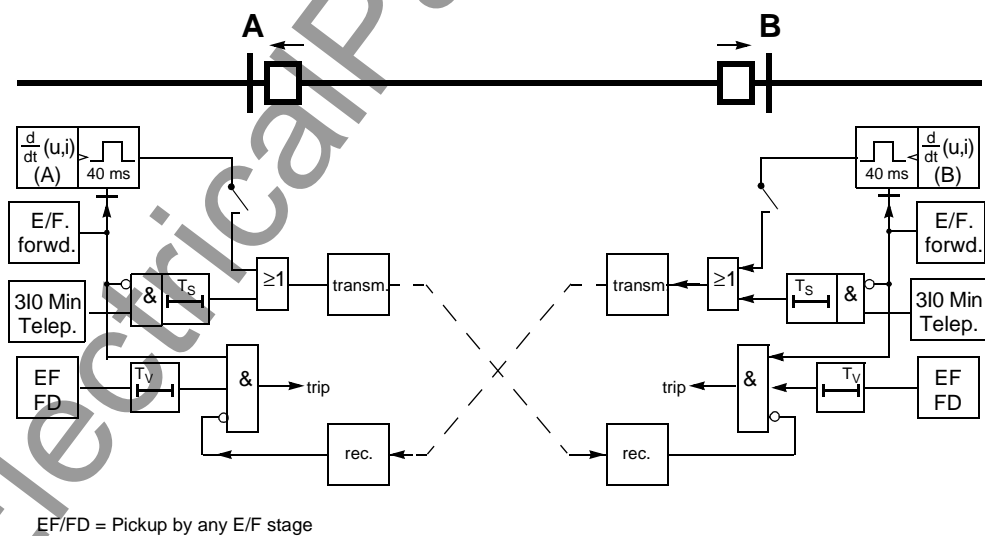 A B
d/dt (u,i)
(A)
40 ms
d/dt (u,i)
(B)
40 ms
E/F.
forwd.
E/F.
forwd.
3I0 Min
Telep.
&
TS
≥1
transm.
transm.
≥1
TS
&
3I0 Min
Telep.
EF
FD
TV
&
trip
trip
&
TV
EF
FD
rec.
rec.
EF/FD = Pickup by any E/F stage